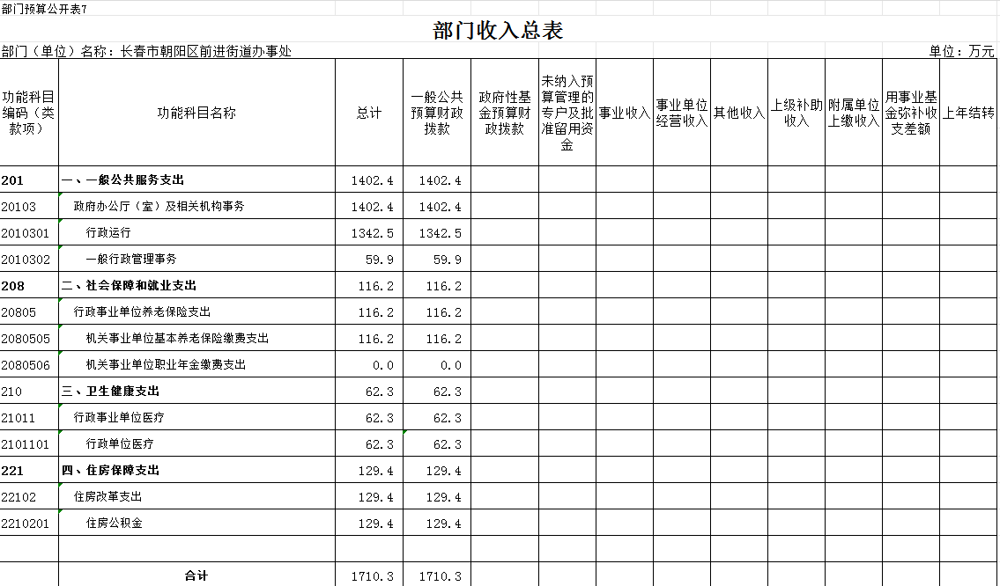 部门预算公开表7
部门收入总表
部门（单位）名称：长春市朝阳区前进街道办事处 单位：万元
功能科目编码（类款项） 功能科目名称 总计 一般公共预算财政拨款 政府性基金预算财政拨款 未纳入预算管理的专户及批准留用资金 事业收入 事业单位经营收入 其他收入 上级补助收入 附属单位上缴收入 用事业基金弥补收支差额 上年结转
201 一、一般公共服务支出 1402.4 1402.4
20103 政府办公厅（室）及相关机构事务 1402.4 1402.4
2010301 行政运行 1342.5 1342.5
2010302 一般行政管理事务 59.9 59.9
208 二、社会保障和就业支出 116.2 116.2
20805 行政事业单位养老保险支出 116.2 116.2
2080505 机关事业单位基本养老保险缴费支出 116.2 116.2
2080506 机关事业单位职业年金缴费支出 0.0 0.0
210 三、卫生健康支出 62.3 62.3
21011 行政事业单位医疗 62.3 62.3
2101101 行政单位医疗 62.3 62.3
221 四、住房保障支出 129.4 129.4
22102 住房改革支出 129.4 129.4
2210201 住房公积金 129.4 129.4
合计 1710.3 1710.3